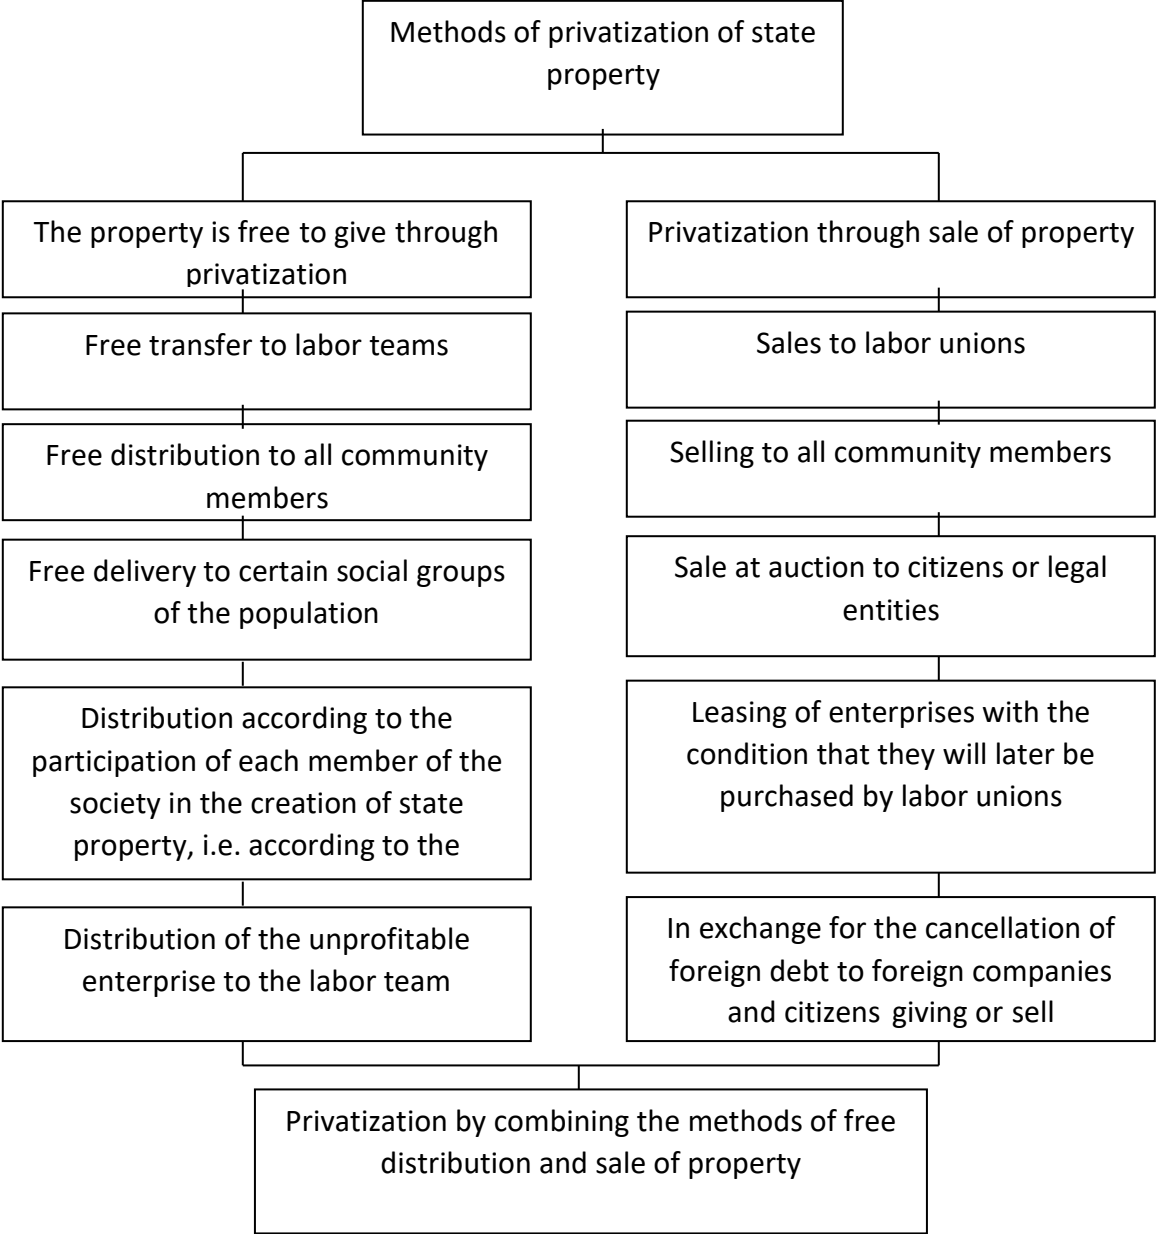 Methods of privatization of state
property
The property is free to give through
privatization
Free transfer to labor teams
Free distribution to all community
members
Free delivery to certain social groups
of the population
Distribution according to the
participation of each member of the
society in the creation of state
property, i.e. according to the
Distribution of the unprofitable
enterprise to the labor team
Privatization through sale of property
Sales to labor unions
Selling to all community members
Sale at auction to citizens or legal
entities
Leasing of enterprises with the
condition that they will later be
purchased by labor unions
In exchange for the cancellation of
foreign debt to foreign companies
and citizens giving or sell
Privatization by combining the methods of free
distribution and sale of property